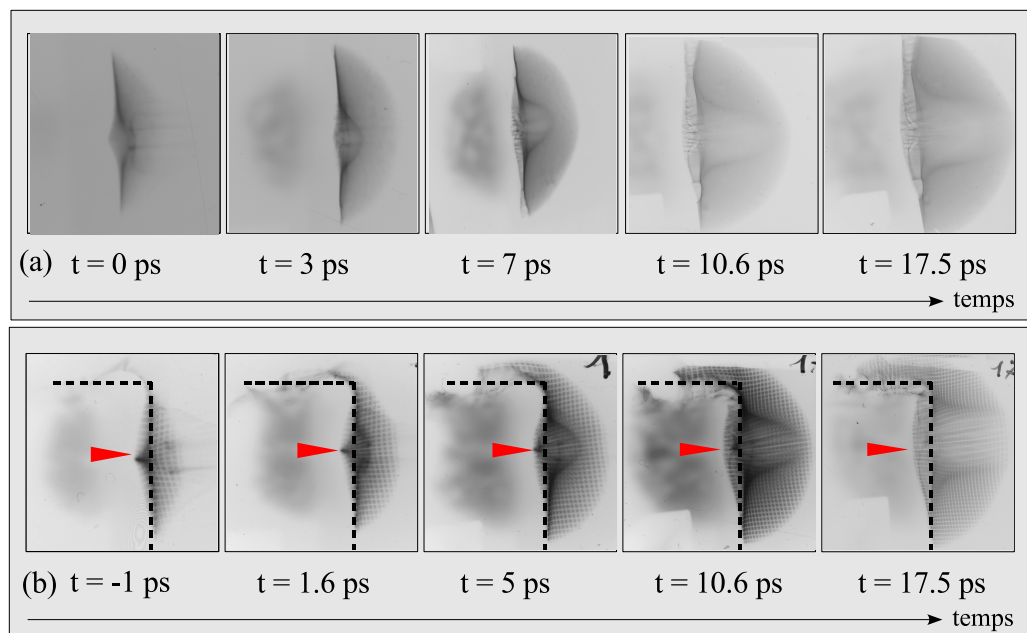 (a) t = 0 ps t = 3 ps t = 7 ps t = 10.6 ps t = 17.5 ps
temps
(b) t = -1 ps t = 1.6 ps t = 5 ps t = 10.6 ps t = 17.5 ps
temps